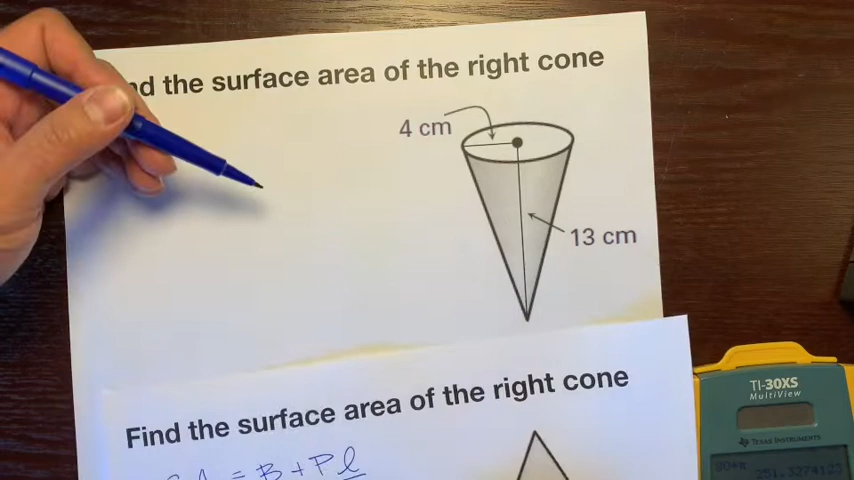 nd the surface area of the right cone
4 cm
13 cm
Find the surface area of the right cone
= B + Pl
TI-30XS
MultiView
TEXAS INSTRUMENTS
80*π
251.3274123